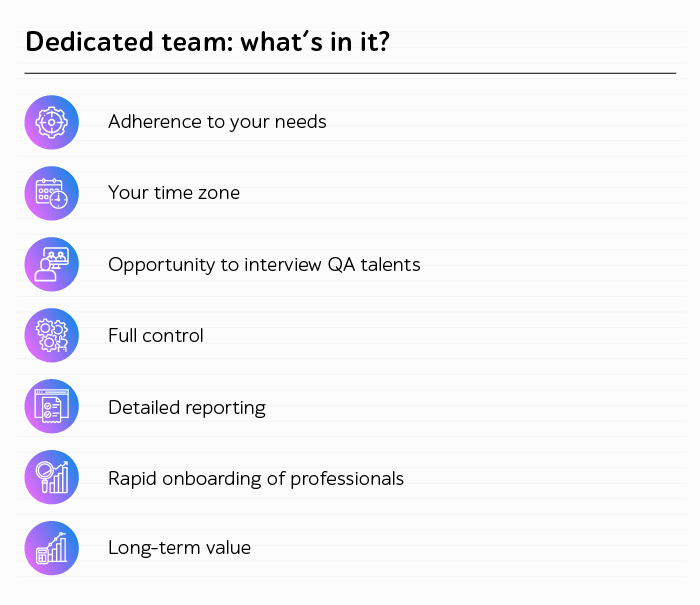 Dedicated team: what's in it?
Adherence to your needs
Your time zone
Opportunity to interview QA talents
Full control
Detailed reporting
Rapid onboarding of professionals
Long-term value